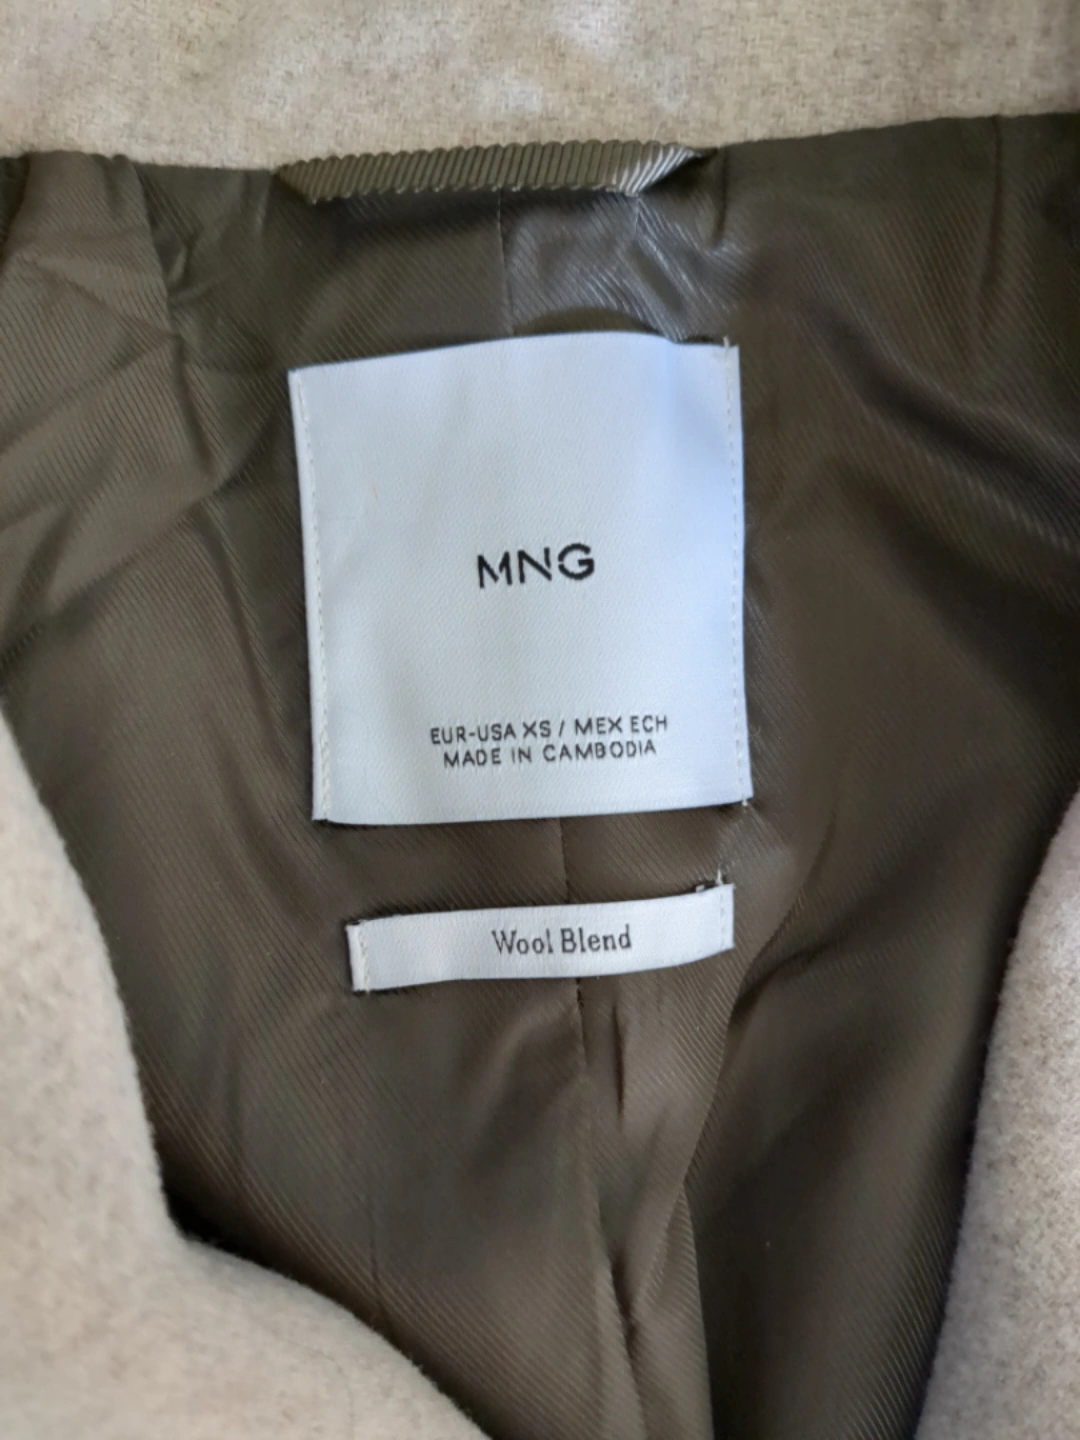 MNG
EUR-USA XS / MEX ECH
MADE IN CAMBODIA
Wool Blend